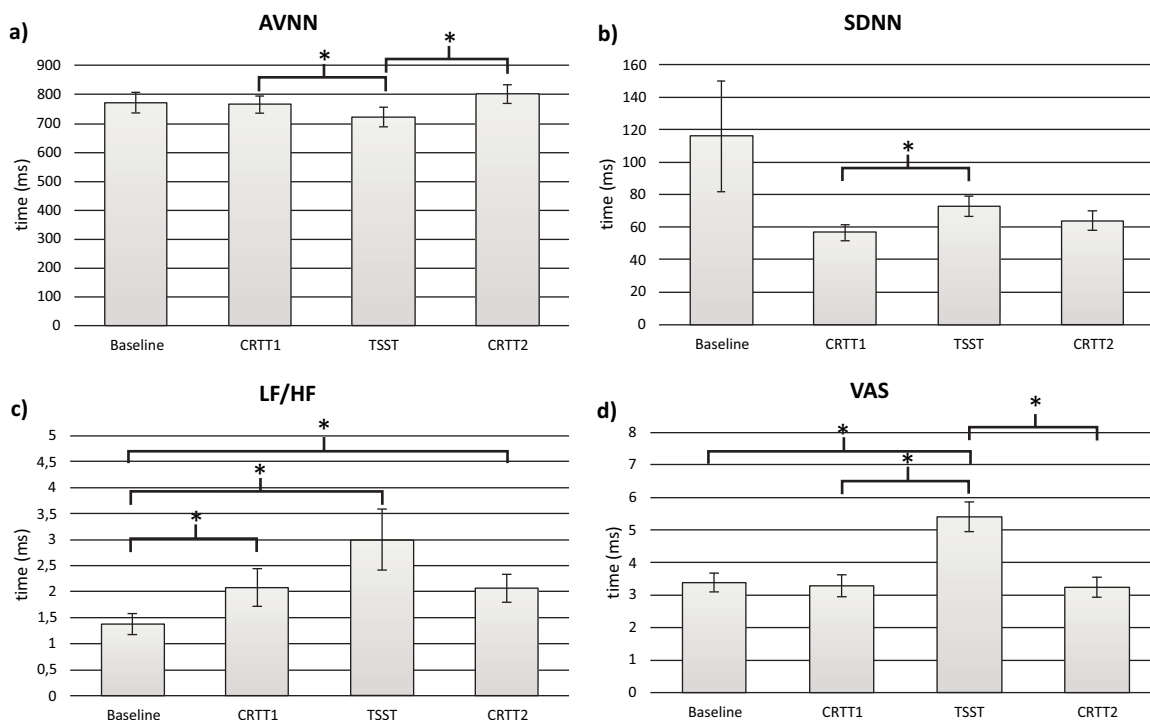 a)
AVNN
*
*
time (ms)
900
800
700
600
500
400
300
200
100
0
Baseline
CRTT1
TSST
CRTT2
b)
SDNN
*
time (ms)
160
140
120
100
80
60
40
20
0
Baseline
CRTT1
TSST
CRTT2
c)
LF/HF
*
*
*
time (ms)
5
4,5
4
3,5
3
2,5
2
1,5
1
0,5
0
Baseline
CRTT1
TSST
CRTT2
d)
VAS
*
*
*
time (ms)
8
7
6
5
4
3
2
1
0
Baseline
CRTT1
TSST
CRTT2